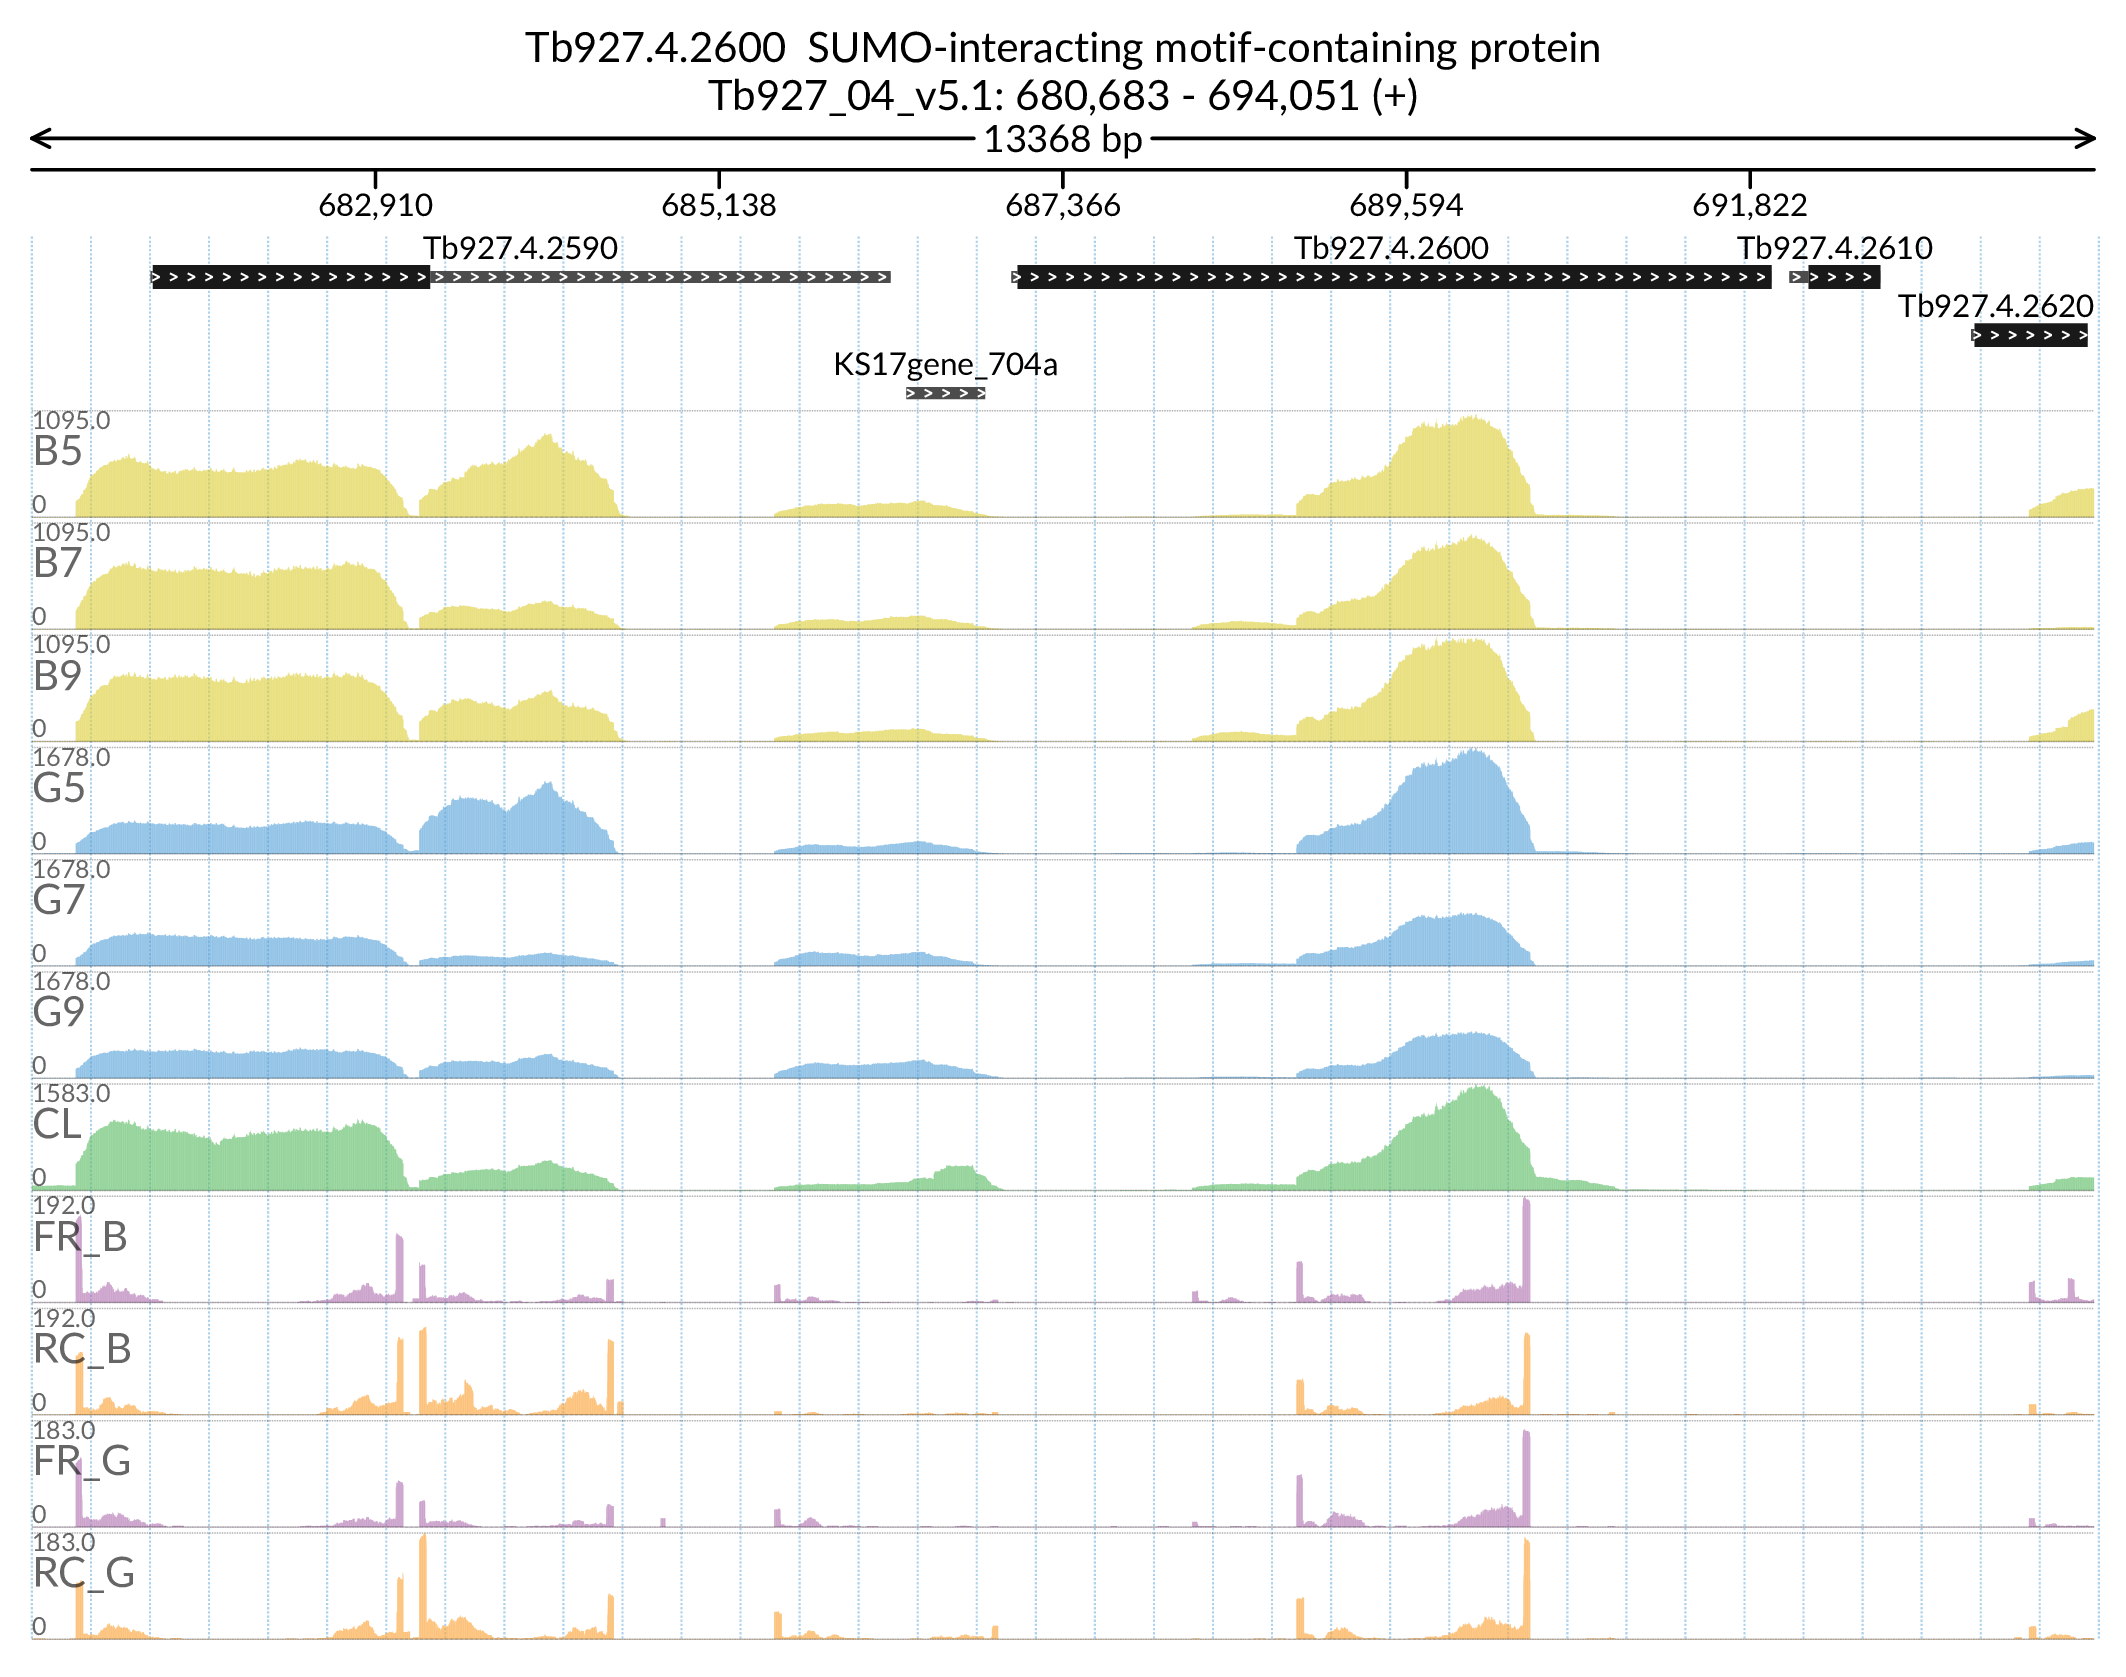 Tb927.4.2600  SUMO-interacting motif-containing protein
Tb927_04_v5.1: 680,683 - 694,051 (+)
13368 bp
682,910 685,138 687,366 689,594 691,822
Tb927.4.2590 Tb927.4.2600 Tb927.4.2610
Tb927.4.2620
KS17gene_704a
1095.0
B5
0
1095.0
B7
0
1095.0
B9
0
1678.0
G5
0
1678.0
G7
0
1678.0
G9
0
1583.0
CL
0
192.0
FR_B
0
192.0
RC_B
0
183.0
FR_G
0
183.0
RC_G
0